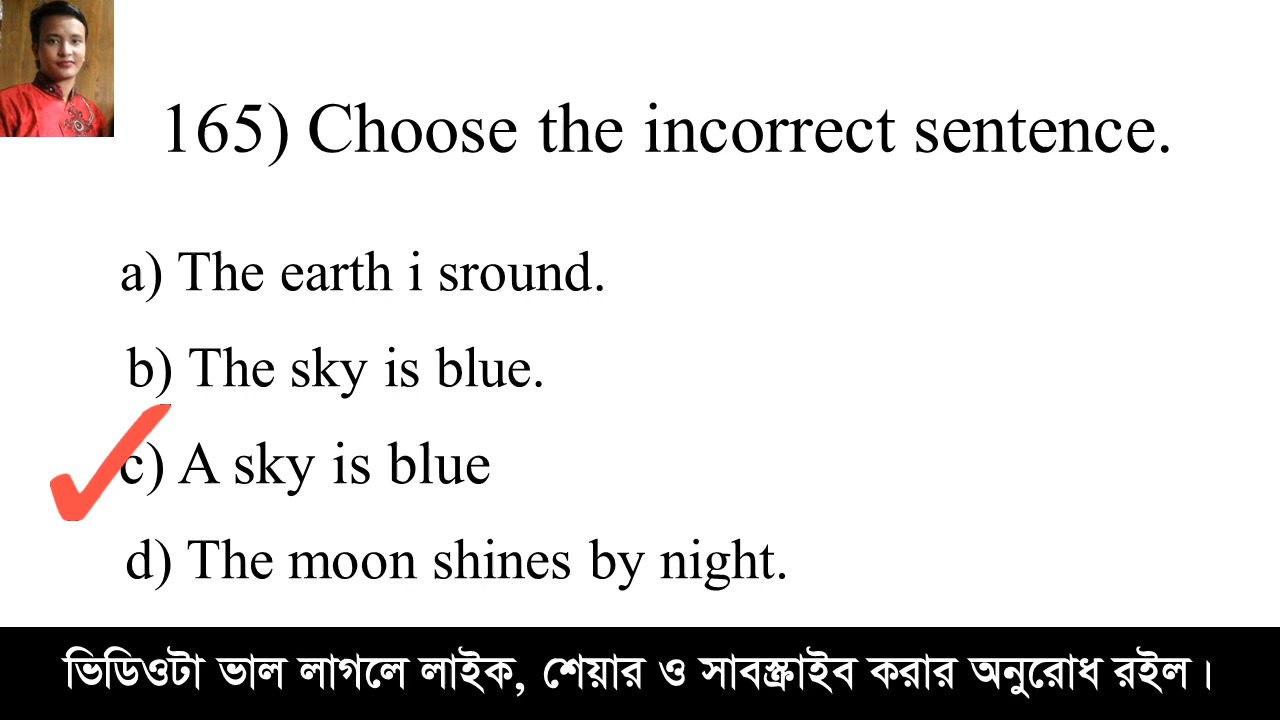 165) Choose the incorrect sentence.
a) The earth i sround.
b) The sky is blue.
c) A sky is blue
d) The moon shines by night.
ভিডিওটা ভাল লাগলে লাইক, শেয়ার ও সাবস্ক্রাইব করার অনুরোধ রইল।